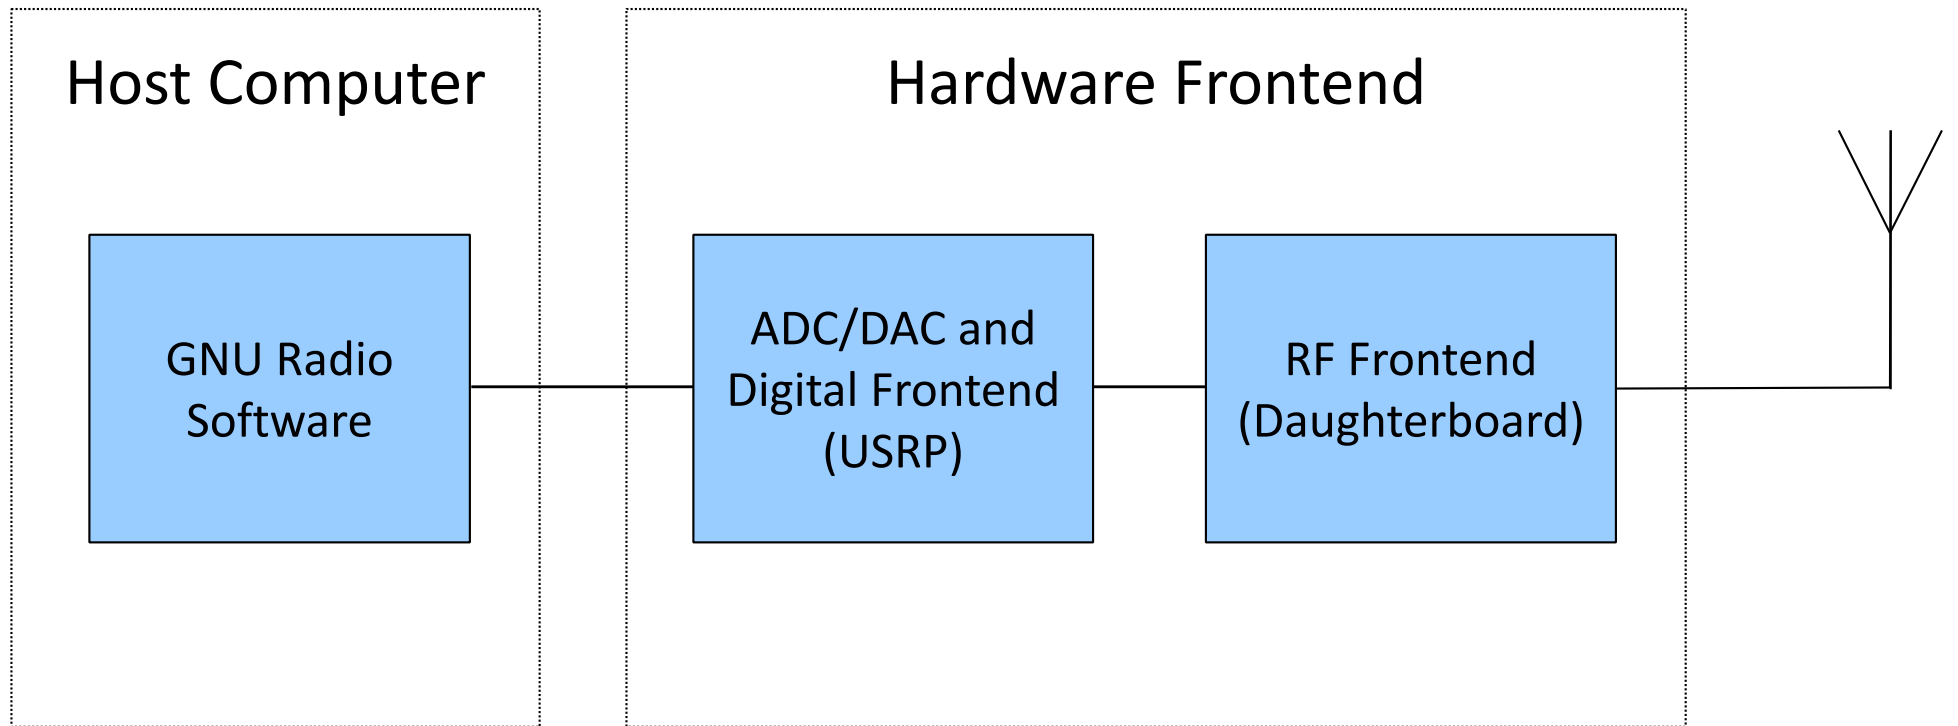 Host Computer
Hardware Frontend
GNU Radio
Software
ADC/DAC and
Digital Frontend
(USRP)
RF Frontend
(Daughterboard)